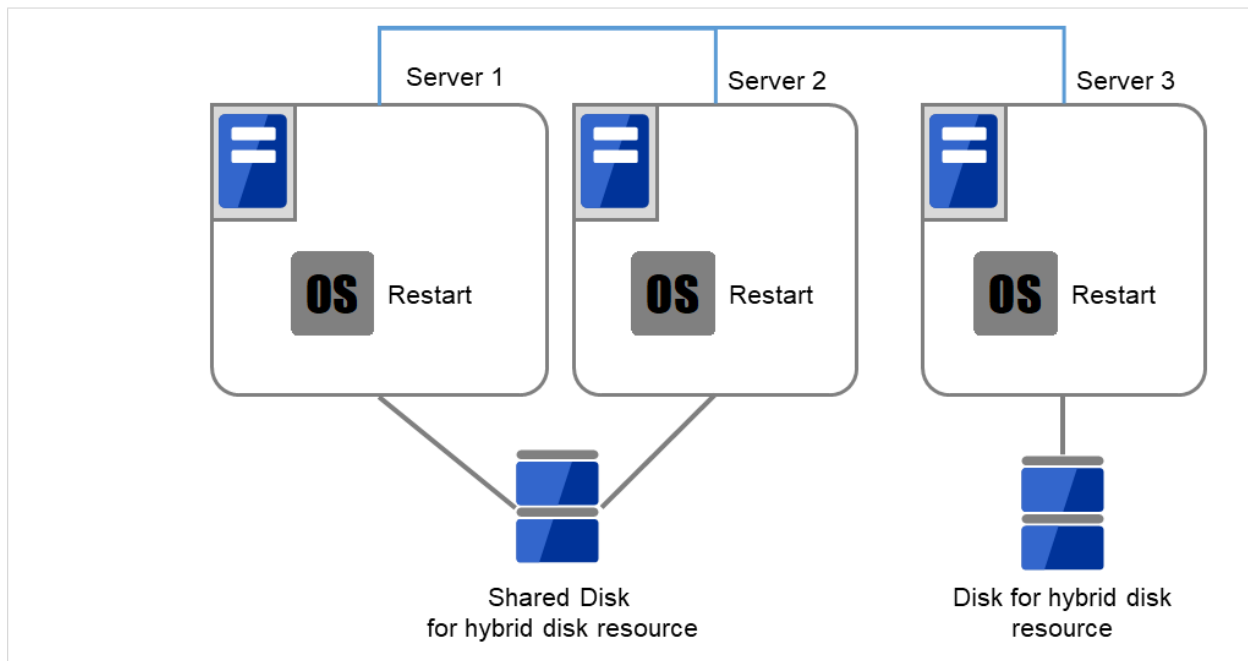 Server 1
Server 2
Server 3
OS Restart
OS Restart
OS Restart
Shared Disk
for hybrid disk resource
Disk for hybrid disk
resource